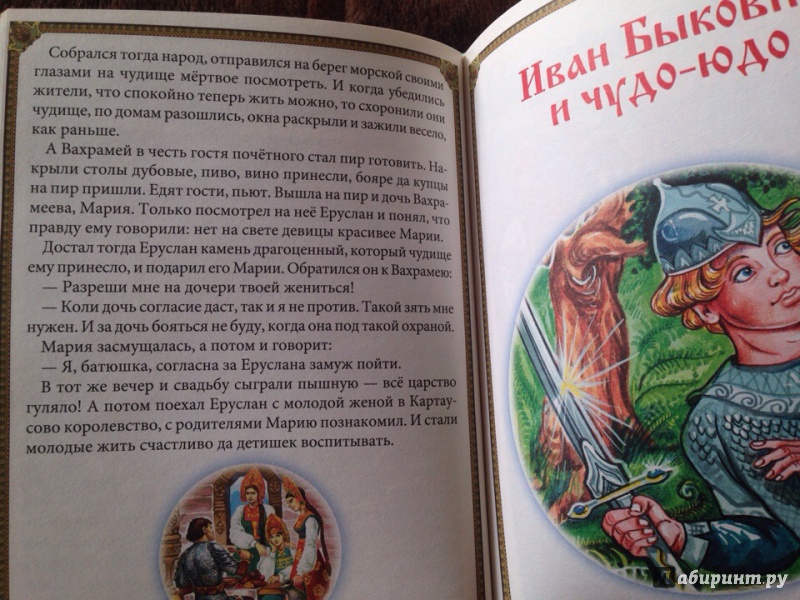 Собрался тогда народ, отправился на берег морской своими
глазами на чудище мёртвое посмотреть. И когда убедились
жители, что спокойно теперь жить можно, то схоронили они
чудище, по домам разошлись, окна раскрыли и зажили весело,
как раньше.
А Вахрамей в честь гостя почётного стал пир готовить. На-
крыли столы дубовые, пиво, вино принесли, бояре да купцы
на пир пришли. Едят гости, пьют. Вышла на пир и дочь Вахра-
меева, Мария. Только посмотрел на неё Еруслан и понял, что
правду ему говорили: нет на свете девицы красивее Марии.
Достал тогда Еруслан камень драгоценный, который чудище
ему принесло, и подарил его Марии. Обратился он к Вахрамею:
— Разреши мне на дочери твоей жениться!
— Коли дочь согласие даст, так и я не против. Такой зять мне
нужен. И за дочь бояться не буду, когда она под такой охраной.
Мария засмущалась, а потом и говорит:
— Я, батюшка, согласна за Еруслана замуж пойти.
В тот же вечер и свадьбу сыграли пышную — всё царство
гуляло! А потом поехал Еруслан с молодой женой в Картау-
сово королевство, с родителями Марию познакомил. И стали
молодые жить счастливо да детишек воспитывать.
Иван Быкови
и чудо-юдо
Лабиринт.ру